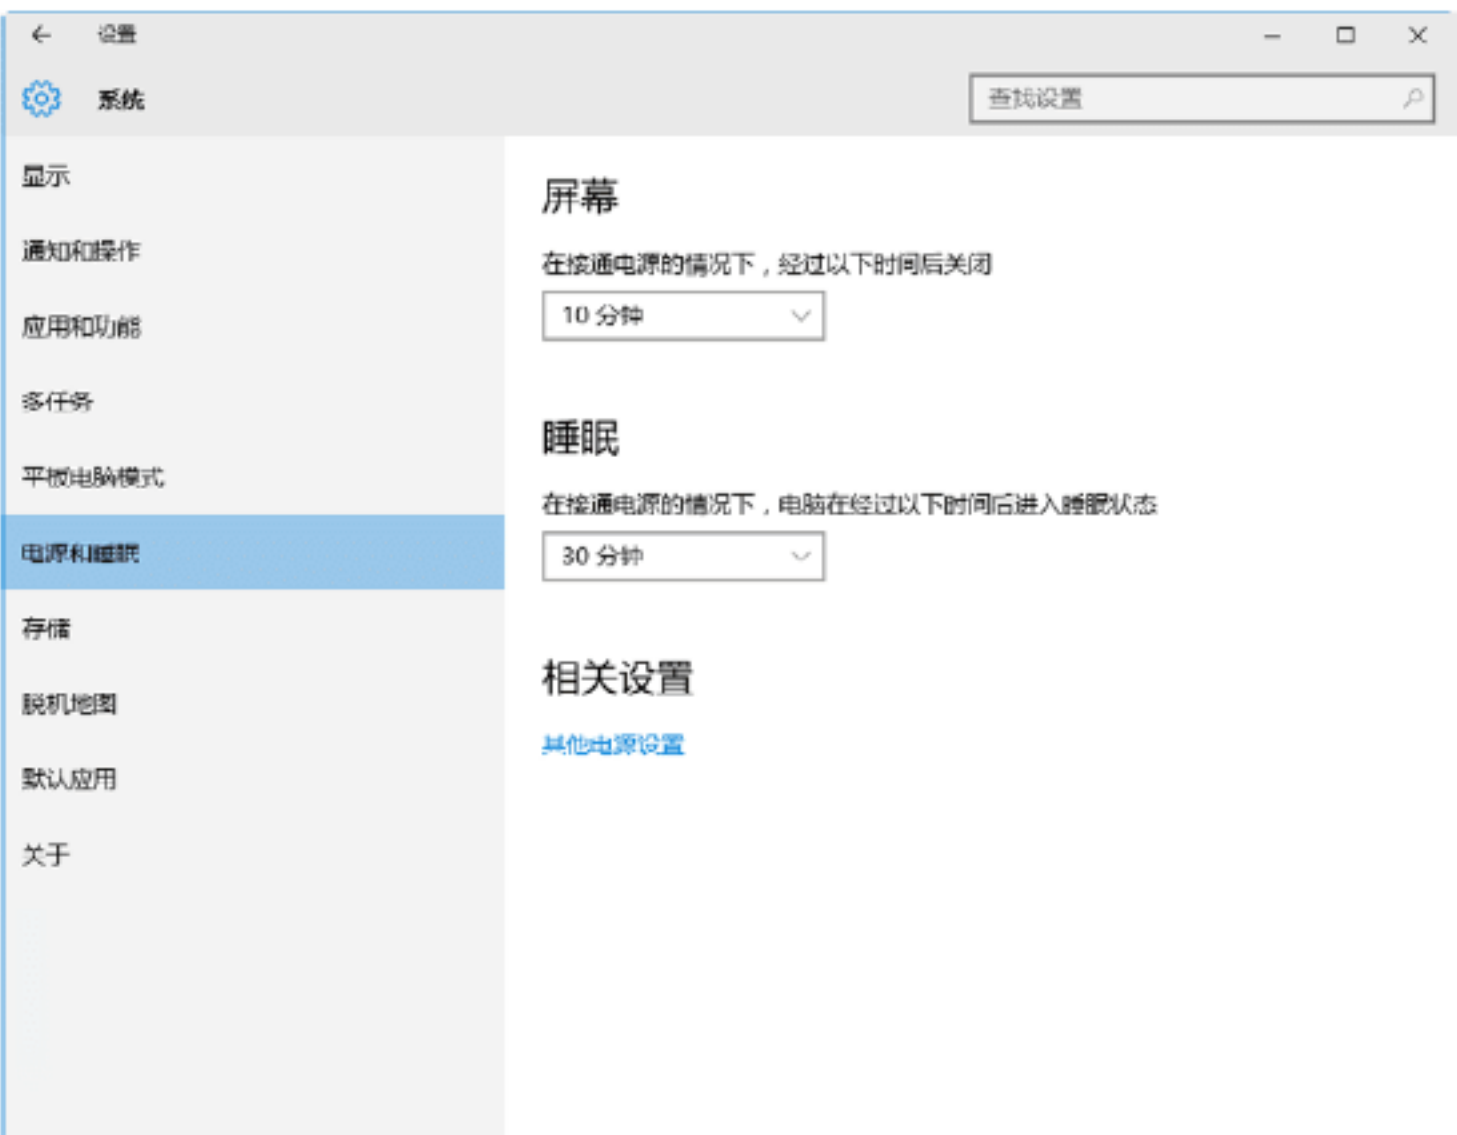 设置
系统
查找设置
显示
通知和操作
应用和功能
多任务
平板电脑模式
电源和睡眠
存储
脱机地图
默认应用
关于
屏幕
在接通电源的情况下，经过以下时间后关闭
10 分钟
睡眠
在接通电源的情况下，电脑在经过以下时间后进入睡眠状态
30 分钟
相关设置
其他电源设置